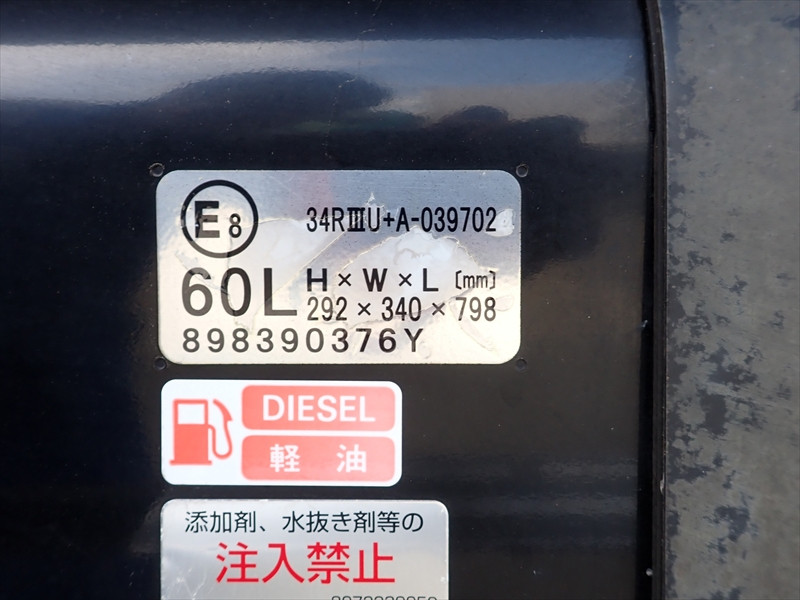 E8 34RⅢU+A-039702
60L H×W×L [mm]
292×340×798
898390376Y
DIESEL
軽油
添加剤、水抜き剤等の
注入禁止